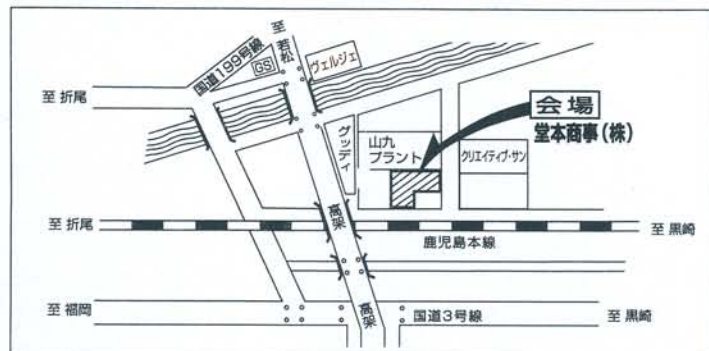 至 若松
国道199号線
GS
ヴェルジェ
至 折尾
会場
堂本商事(株)
グッディ
山九
プラント
クリエイティブ・サン
高架
至 折尾
至 黒崎
鹿児島本線
至 福岡
高架
国道3号線
至 黒崎